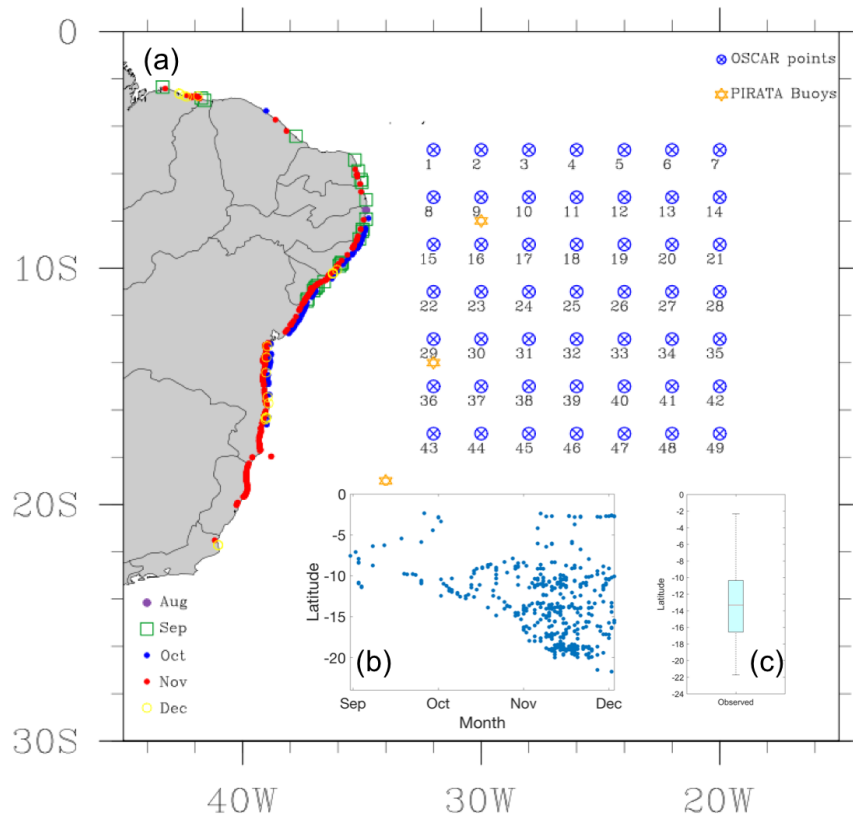 0
10S
20S
30S
40W
30W
20W
(a)
OSCAR points
PIRATA Buoys
1 2 3 4 5 6 7
8 9 10 11 12 13 14
15 16 17 18 19 20 21
22 23 24 25 26 27 28
29 30 31 32 33 34 35
36 37 38 39 40 41 42
43 44 45 46 47 48 49
Aug
Sep
Oct
Nov
Dec
0
-5
-10
-15
-20
Latitude
(b)
Sep Oct Nov Dec
Month
0
-2
-4
-6
-8
-10
-12
-14
-16
-18
-20
-22
-24
Latitude
(c)
Observed